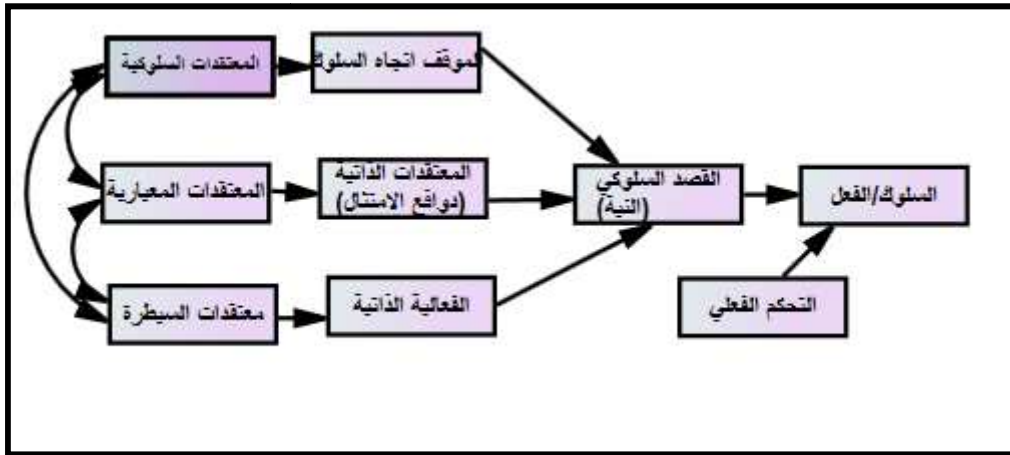 المعتقدات السلوكية
الموقف اتجاه السلوك
المعتقدات المعيارية
المعتقدات الذاتية
(دوافع الامتثال)
القصد السلوكي
(النية)
السلوك/الفعل
معتقدات السيطرة
الفعالية الذاتية
التحكم الفعلي